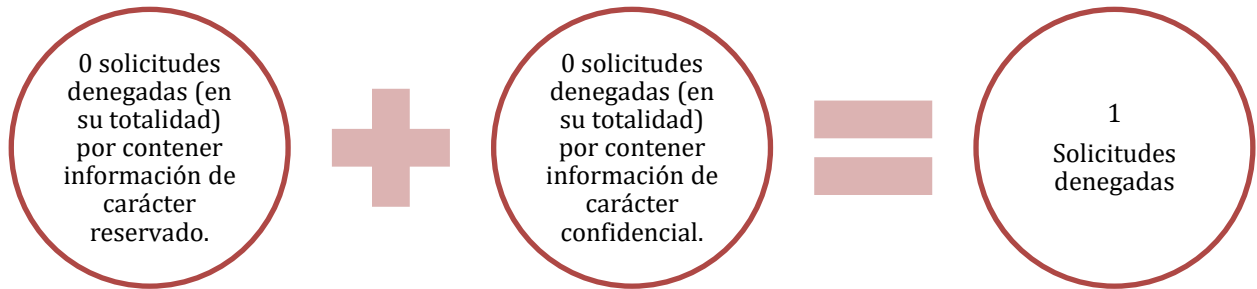 0 solicitudes
denegadas (en
su totalidad)
por contener
información de
carácter
reservado.
0 solicitudes
denegadas (en
su totalidad)
por contener
información de
carácter
confidencial.
1
Solicitudes
denegadas